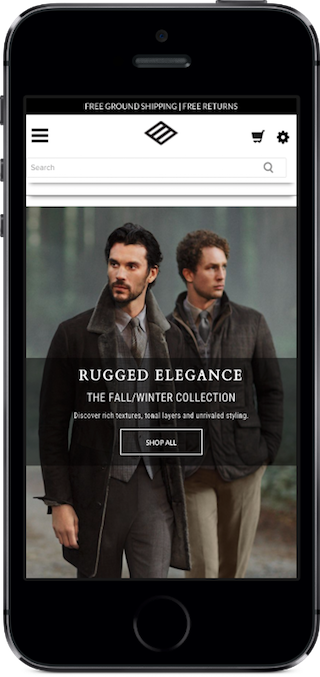 FREE GROUND SHIPPING | FREE RETURNS
Search
RUGGED ELEGANCE
THE FALL/WINTER COLLECTION
Discover rich textures, tonal layers and unrivaled styling.
SHOP ALL